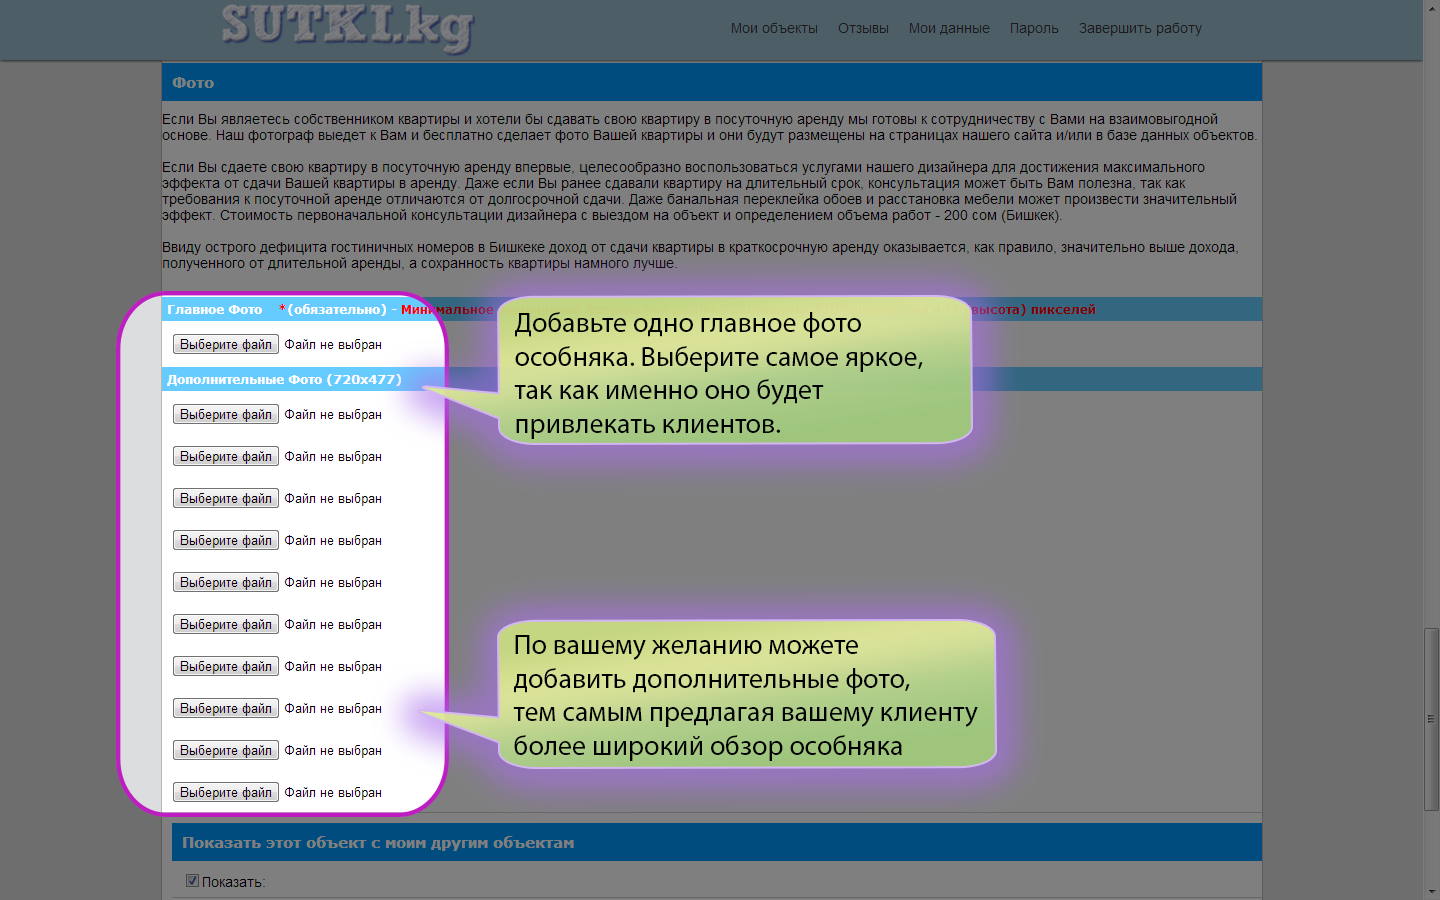 SUTKI.kg
Мои объекты Отзывы Мои данные Пароль Завершить работу
Фото
Если Вы являетесь собственником квартиры и хотели бы сдавать свою квартиру в посуточную аренду мы готовы к сотрудничеству с Вами на взаимовыгодной
основе. Наш фотограф выедет к Вам и бесплатно сделает фото Вашей квартиры и они будут размещены на страницах нашего сайта и/или в базе данных объектов.
Если Вы сдаете свою квартиру в посуточную аренду впервые, целесообразно воспользоваться услугами нашего дизайнера для достижения максимального
эффекта от сдачи Вашей квартиры в аренду. Даже если Вы ранее сдавали квартиру на длительный срок, консультация может быть Вам полезна, так как
требования к посуточной аренде отличаются от долгосрочной сдачи. Даже банальная переклейка обоев и расстановка мебели может произвести значительный
эффект. Стоимость первоначальной консультации дизайнера с выездом на объект и определением объема работ - 200 сом (Бишкек).
Ввиду острого дефицита гостиничных номеров в Бишкеке доход от сдачи квартиры в краткосрочную аренду оказывается, как правило, значительно выше дохода,
полученного от длительной аренды, а сохранность квартиры намного лучше.
Главное Фото *(обязательно) - Минимальное высота) пикселей
Добавьте одно главное фото
особняка. Выберите самое яркое,
так как именно оно будет
привлекать клиентов.
Выберите файл Файл не выбран
Дополнительные Фото (720x477)
Выберите файл Файл не выбран
Выберите файл Файл не выбран
Выберите файл Файл не выбран
Выберите файл Файл не выбран
Выберите файл Файл не выбран
Выберите файл Файл не выбран
Выберите файл Файл не выбран
Выберите файл Файл не выбран
Выберите файл Файл не выбран
Выберите файл Файл не выбран
По вашему желанию можете
добавить дополнительные фото,
тем самым предлагая вашему клиенту
более широкий обзор особняка
Показать этот объект с моим другим объектам
Показать: